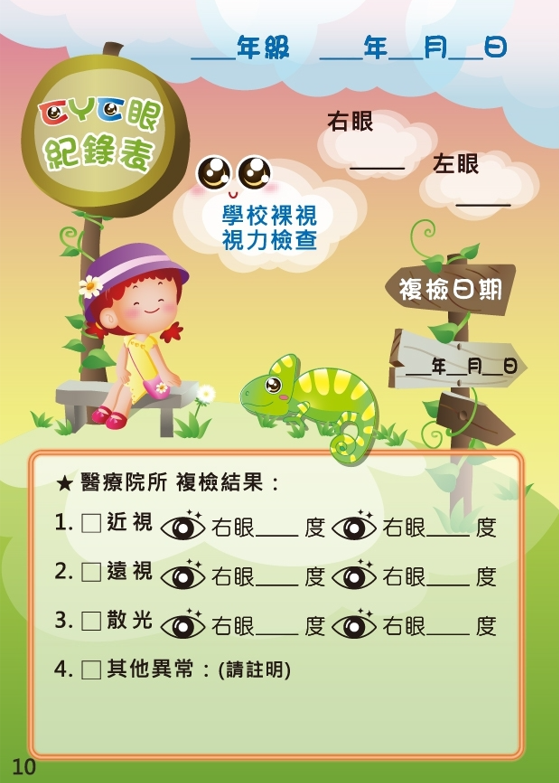 ___年級 ___年__月__日
EYE眼
紀錄表
右眼
____
左眼
____
學校裸視
視力檢查
複檢日期
__年__月__日
★ 醫療院所 複檢結果：
1. □ 近視 右眼____ 度 右眼____ 度
2. □ 遠視 右眼____ 度 右眼____ 度
3. □ 散光 右眼____ 度 右眼____ 度
4. □ 其他異常：(請註明)
10